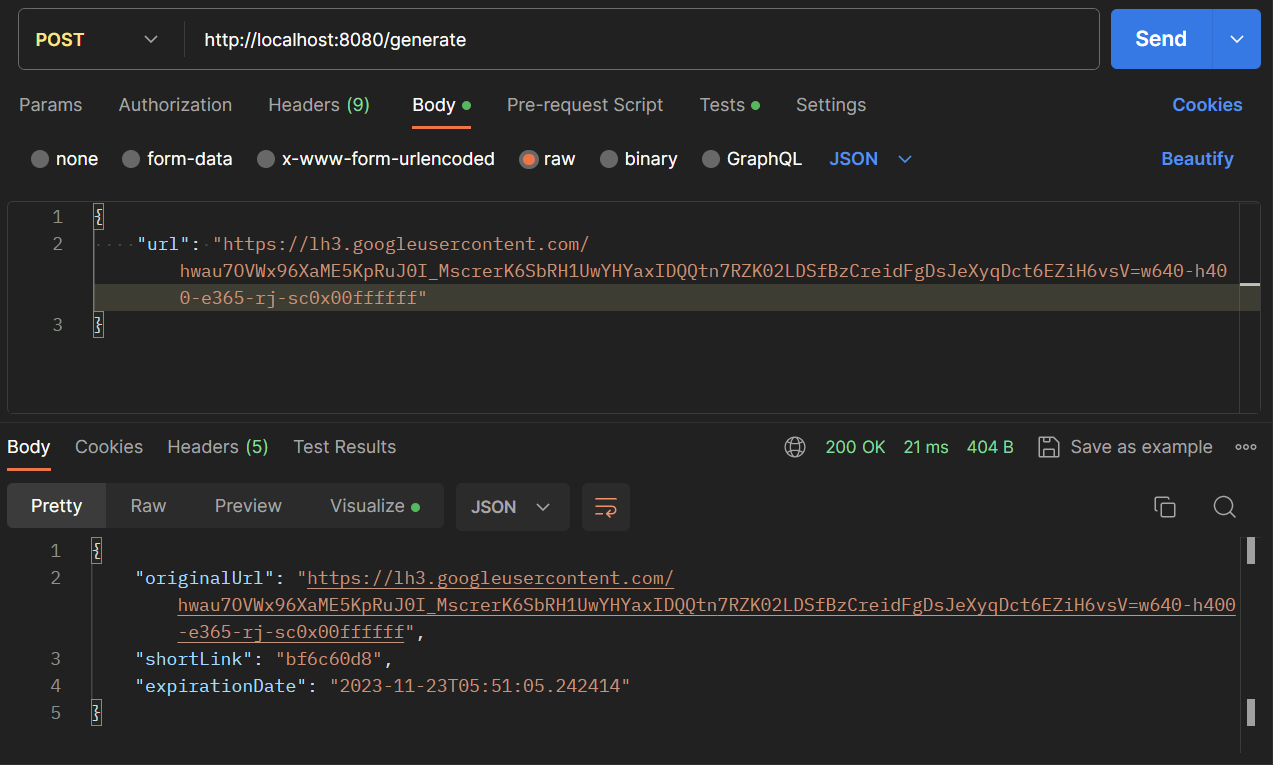 POST http://localhost:8080/generate Send
Params Authorization Headers (9) Body Pre-request Script Tests Settings Cookies
none form-data x-www-form-urlencoded raw binary GraphQL JSON Beautify
1 {
2 "url": "https://lh3.googleusercontent.com/
hwau7OVWx96XaME5KpRuJ0I_MscrerK6SbRH1UwYHYaxIDQQtn7RZK02LDSfBzCreidFgDsJeXyqDct6EZiH6vsV=w640-h40
0-e365-rj-sc0x00ffffff"
3 }
Body Cookies Headers (5) Test Results 200 OK 21 ms 404 B Save as example
Pretty Raw Preview Visualize JSON
1 {
2 "originalUrl": "https://lh3.googleusercontent.com/
hwau7OVWx96XaME5KpRuJ0I_MscrerK6SbRH1UwYHYaxIDQQtn7RZK02LDSfBzCreidFgDsJeXyqDct6EZiH6vsV=w640-h400
-e365-rj-sc0x00ffffff",
3 "shortLink": "bf6c60d8",
4 "expirationDate": "2023-11-23T05:51:05.242414"
5 }